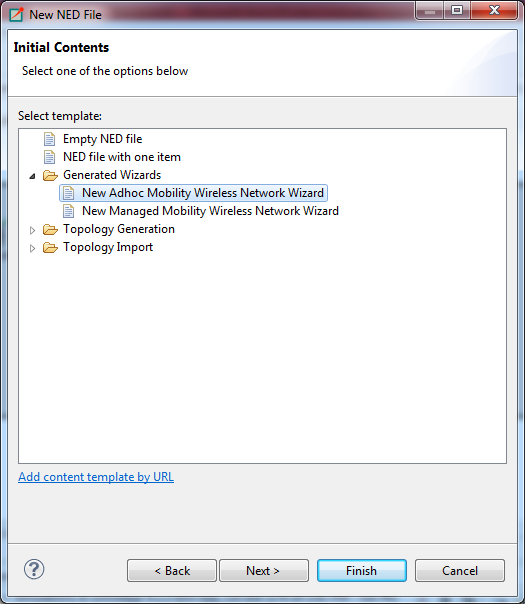 New NED File
Initial Contents
Select one of the options below
Select template:
Empty NED file
NED file with one item
Generated Wizards
New Adhoc Mobility Wireless Network Wizard
New Managed Mobility Wireless Network Wizard
Topology Generation
Topology Import
Add content template by URL
?
< Back
Next >
Finish
Cancel